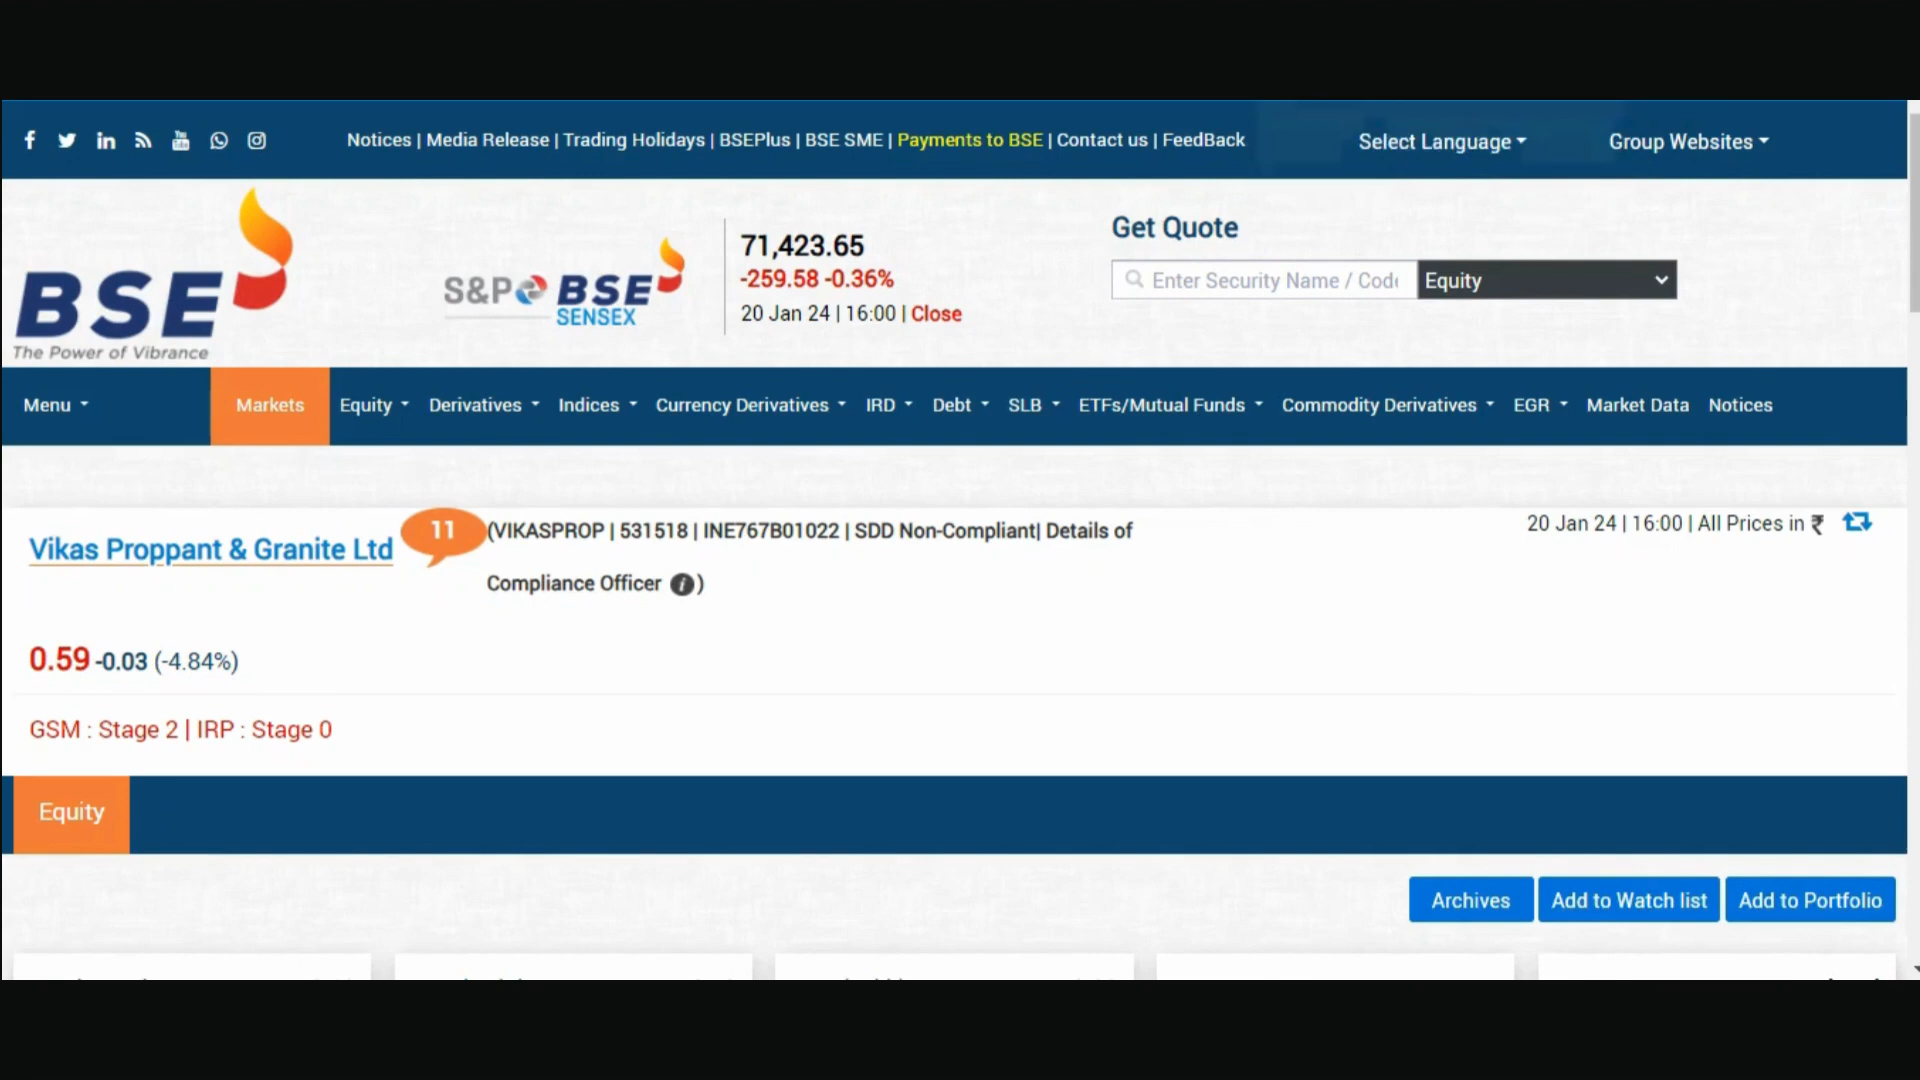 Notices | Media Release | Trading Holidays | BSEPlus | BSE SME | Payments to BSE | Contact us | FeedBack
Select Language
Group Websites
BSE
The Power of Vibrance
S&P BSE
SENSEX
71,423.65
-259.58 -0.36%
20 Jan 24 | 16:00 | Close
Get Quote
Enter Security Name / Code
Equity
Menu
Markets
Equity
Derivatives
Indices
Currency Derivatives
IRD
Debt
SLB
ETFs/Mutual Funds
Commodity Derivatives
EGR
Market Data
Notices
Vikas Proppant & Granite Ltd
11
(VIKASPROP | 531518 | INE767B01022 | SDD Non-Compliant| Details of
Compliance Officer i )
20 Jan 24 | 16:00 | All Prices in ₹
0.59 -0.03 (-4.84%)
GSM : Stage 2 | IRP : Stage 0
Equity
Archives
Add to Watch list
Add to Portfolio